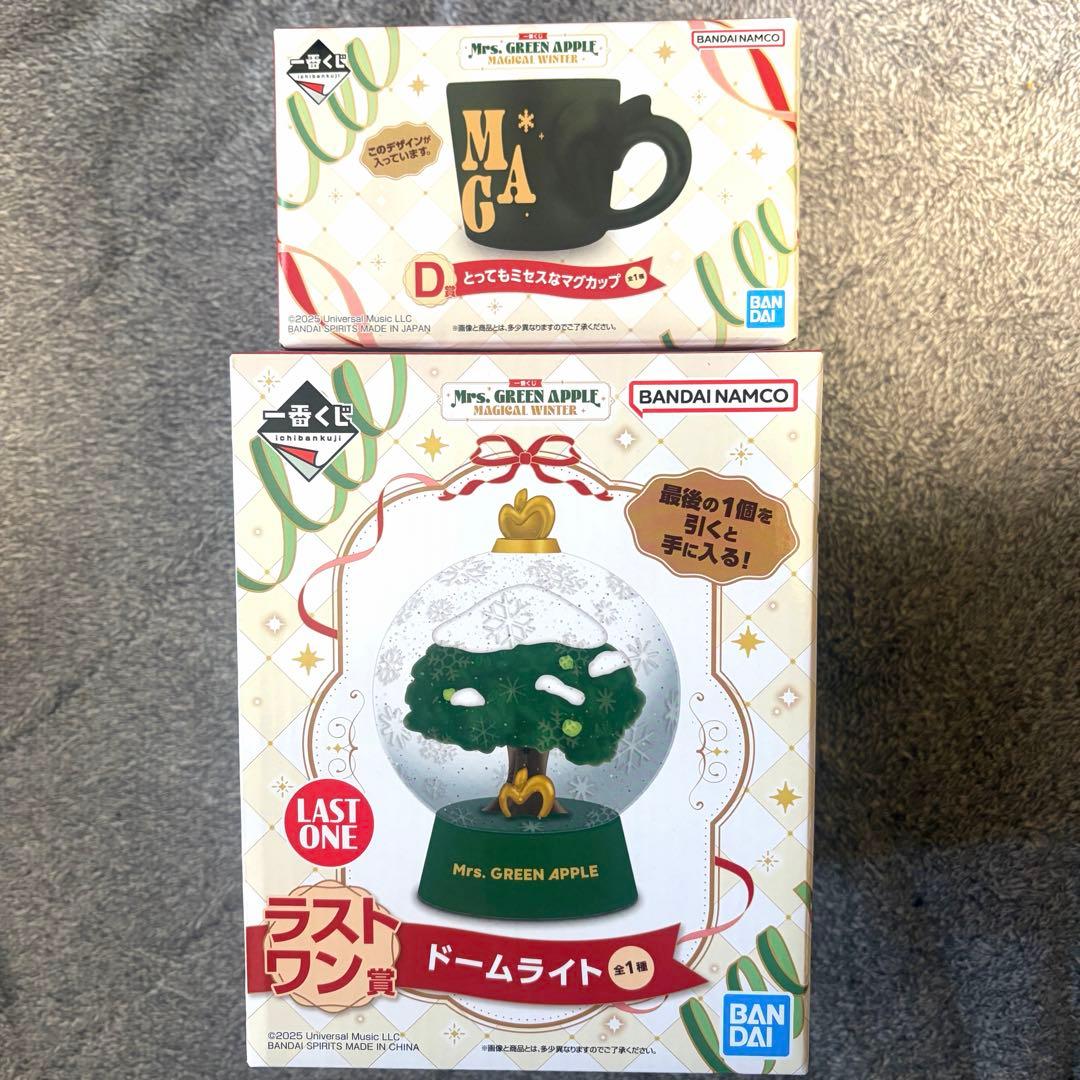 一番くじ
ichibankuji
一番くじ
Mrs. GREEN APPLE
MAGICAL WINTER
BANDAI NAMCO
このデザインが
入っています。
M
A
G
D賞 とってもミセスなマグカップ 全1種
©2025 Universal Music LLC
BANDAI SPIRITS MADE IN JAPAN
※画像と商品とは、多少異なりますのでご了承ください。
BAN
DAI
一番くじ
ichibankuji
一番くじ
Mrs. GREEN APPLE
MAGICAL WINTER
BANDAI NAMCO
最後の1個を
引くと
手に入る!
Mrs. GREEN APPLE
LAST
ONE
ラスト
ワン賞
ドームライト 全1種
©2025 Universal Music LLC
BANDAI SPIRITS MADE IN CHINA
※画像と商品とは、多少異なりますのでご了承ください。
BAN
DAI